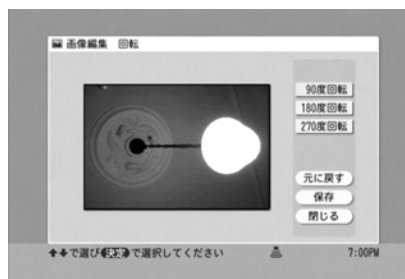 画像編集 回転
90度回転
180度回転
270度回転
元に戻す
保存
閉じる
で選び決定で選択してください
7:00PM